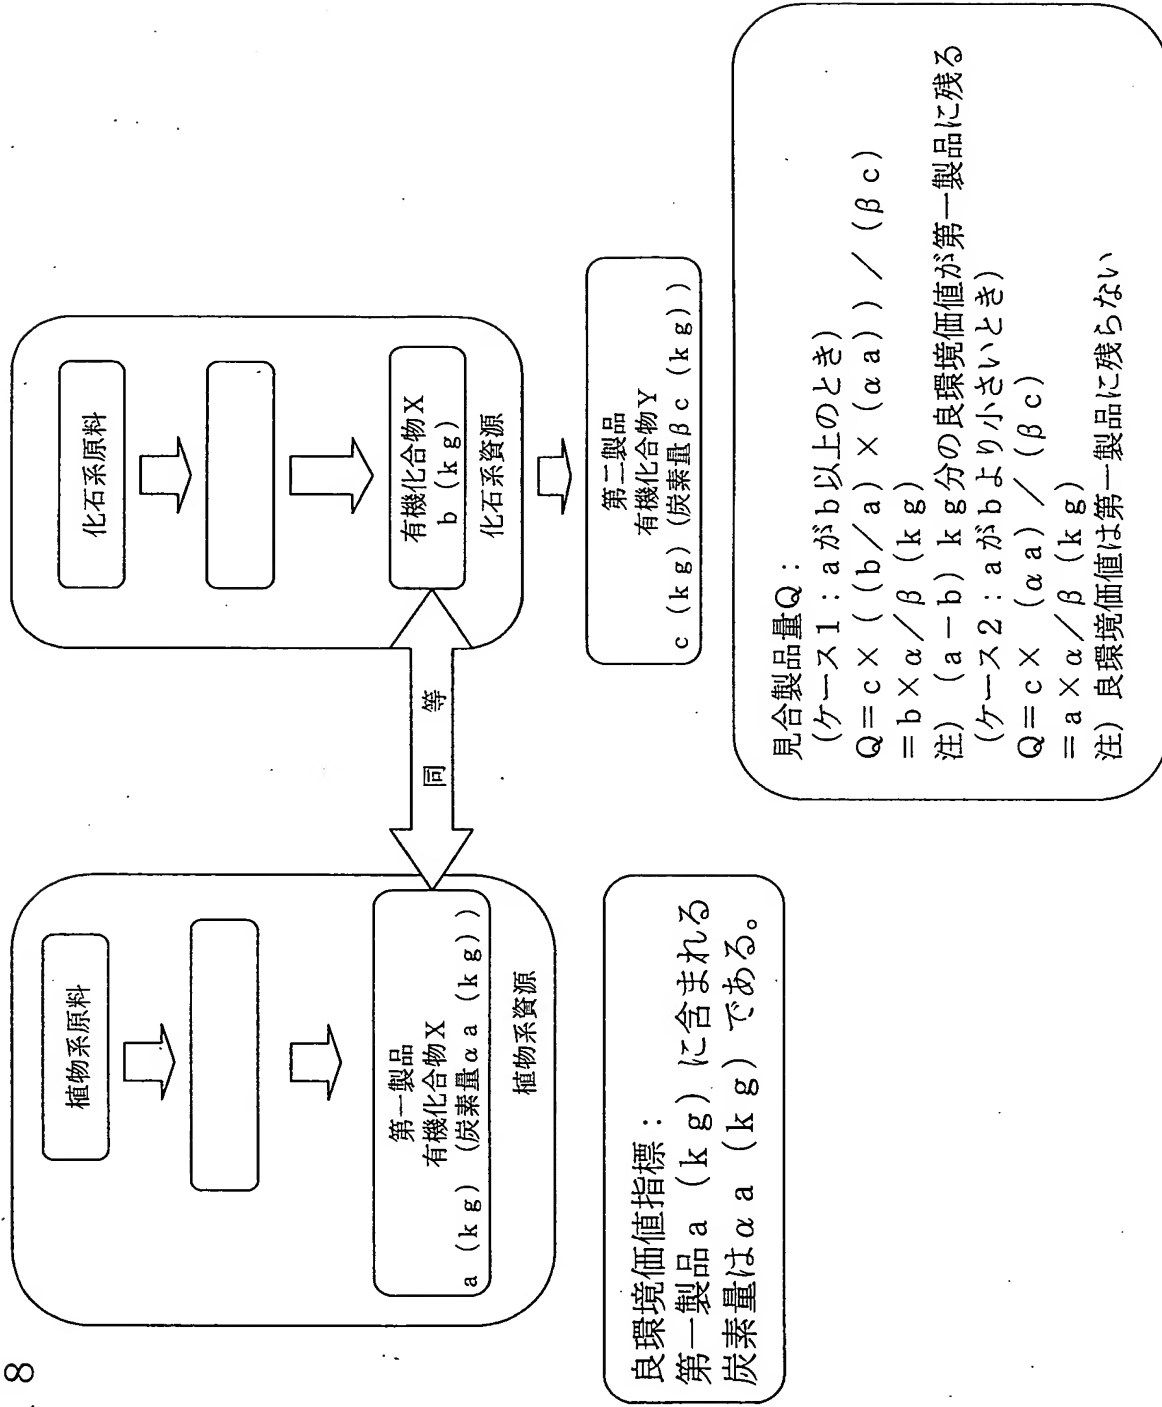 8
植物系原料
第一製品
有機化合物X
a(kg)(炭素量αa(kg))
植物系資源
同等
化石系原料
有機化合物X
b(kg)
化石系資源
第二製品
有機化合物Y
c(kg)(炭素量βc(kg))
良環境価値指標:
第一製品a(kg)に含まれる
炭素量はαa(kg)である。
見合製品量Q:
(ケース1:aがb以上のとき)
Q=c×((b/a)×(αa))/(βc)
=b×α/β(kg)
注)(a-b)kg分の良環境価値が第一製品に残る
(ケース2:aがbより小さいとき)
Q=c×(αa)/(βc)
=a×α/β(kg)
注)良環境価値は第一製品に残らない